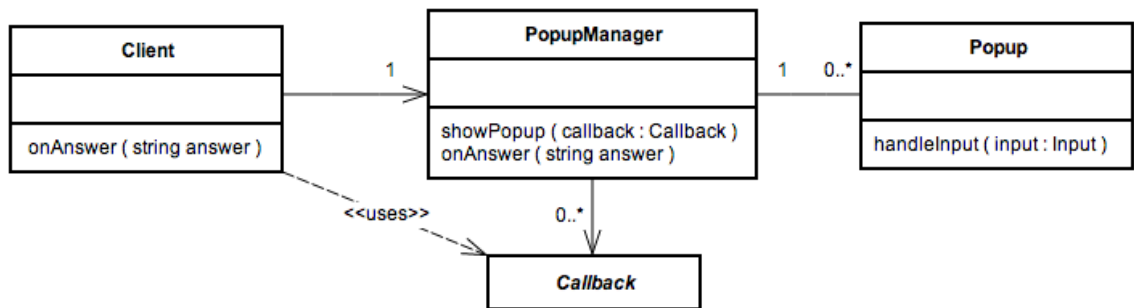 Client
onAnswer ( string answer )
1
PopupManager
showPopup ( callback : Callback )
onAnswer ( string answer )
1
0..*
Popup
handleInput ( input : Input )
<<uses>>
0..*
Callback